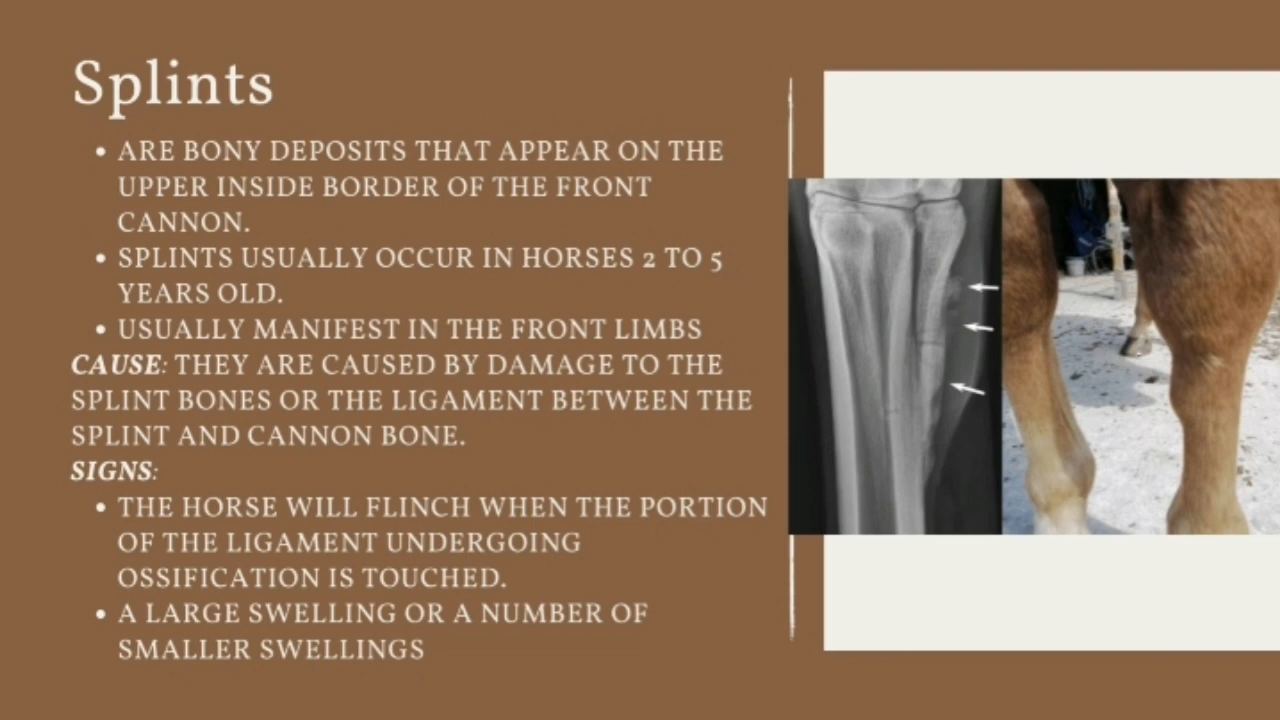 Splints
• ARE BONY DEPOSITS THAT APPEAR ON THE
UPPER INSIDE BORDER OF THE FRONT
CANNON.
• SPLINTS USUALLY OCCUR IN HORSES 2 TO 5
YEARS OLD.
• USUALLY MANIFEST IN THE FRONT LIMBS
CAUSE: THEY ARE CAUSED BY DAMAGE TO THE
SPLINT BONES OR THE LIGAMENT BETWEEN THE
SPLINT AND CANNON BONE.
SIGNS:
• THE HORSE WILL FLINCH WHEN THE PORTION
OF THE LIGAMENT UNDERGOING
OSSIFICATION IS TOUCHED.
• A LARGE SWELLING OR A NUMBER OF
SMALLER SWELLINGS